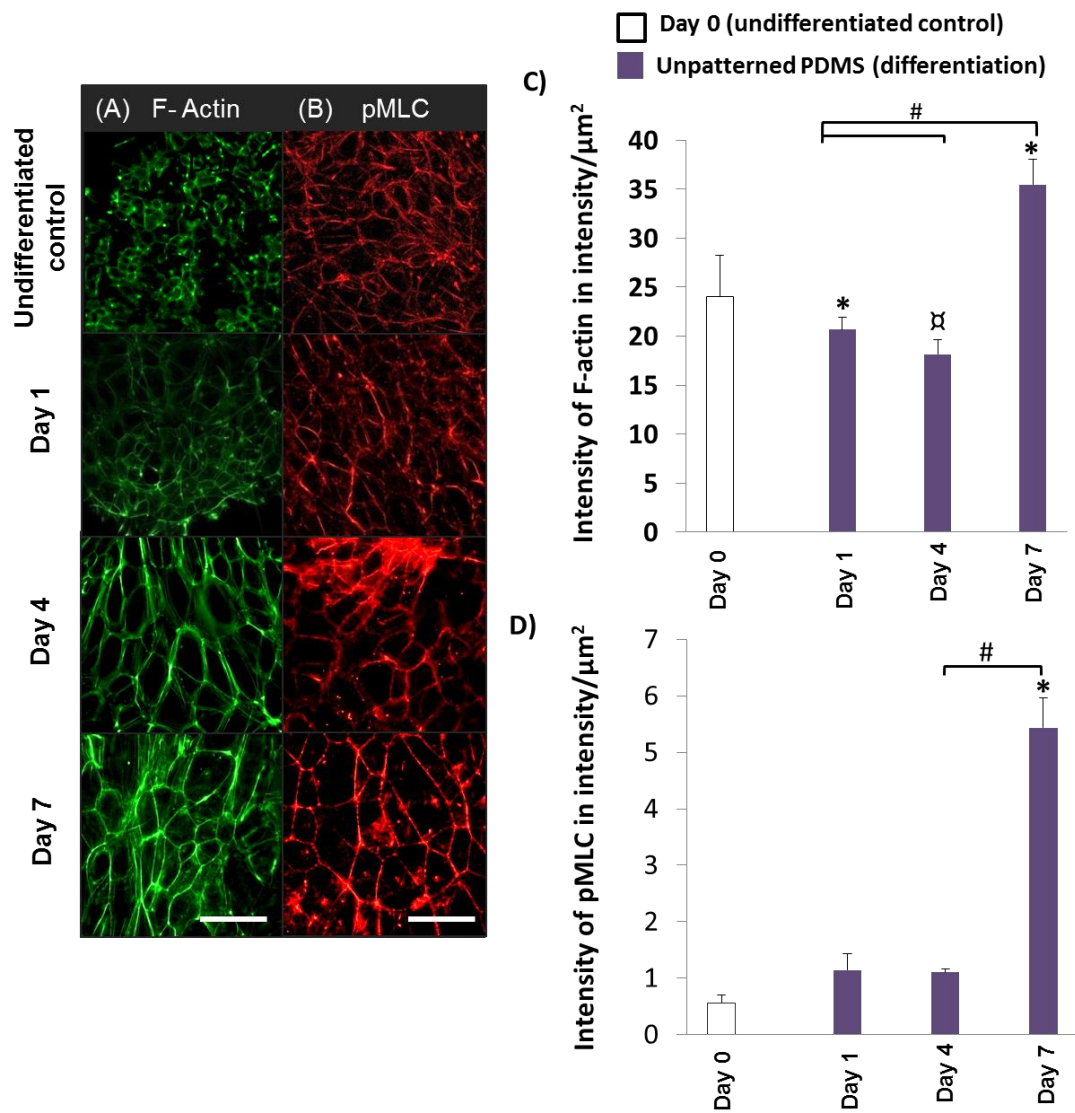 Day 0 (undifferentiated control)
Unpatterned PDMS (differentiation)
(A) F- Actin (B) pMLC
Undifferentiated
control
Day 1
Day 4
Day 7
C)
Intensity of F-actin in intensity/µm²
40
35
30
25
20
15
10
5
0
#
*
¤
*
Day 0
Day 1
Day 4
Day 7
D)
Intensity of pMLC in intensity/µm²
7
6
5
4
3
2
1
0
#
*
Day 0
Day 1
Day 4
Day 7